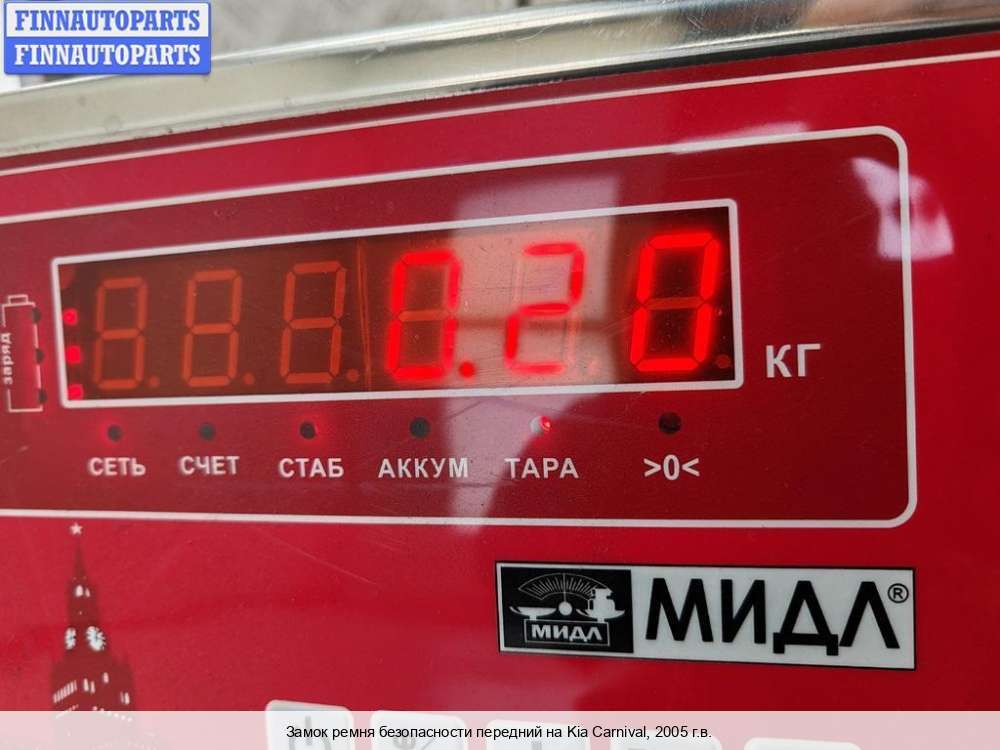 FINNAUTOPARTS
FINNAUTOPARTS
0.20
КГ
заряд
СЕТЬ СЧЕТ СТАБ АККУМ ТАРА >0<
МИДЛ
МИДЛ®
Замок ремня безопасности передний на Kia Carnival, 2005 г.в.